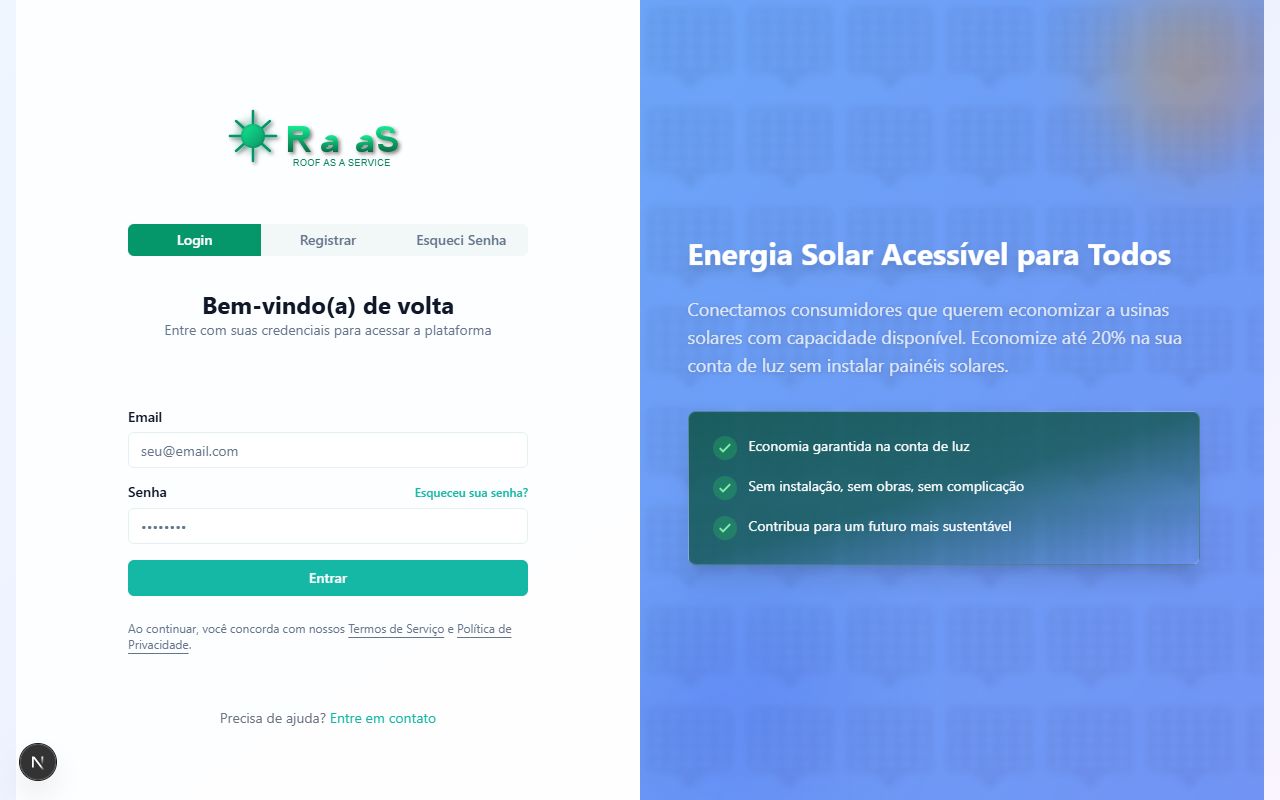 RaaS
ROOF AS A SERVICE
Login
Registrar
Esqueci Senha
Bem-vindo(a) de volta
Entre com suas credenciais para acessar a plataforma
Email
seu@email.com
Senha
Esqueceu sua senha?
••••••••
Entrar
Ao continuar, você concorda com nossos Termos de Serviço e Política de
Privacidade.
Precisa de ajuda? Entre em contato
N
Energia Solar Acessível para Todos
Conectamos consumidores que querem economizar a usinas
solares com capacidade disponível. Economize até 20% na sua
conta de luz sem instalar painéis solares.
Economia garantida na conta de luz
Sem instalação, sem obras, sem complicação
Contribua para um futuro mais sustentável